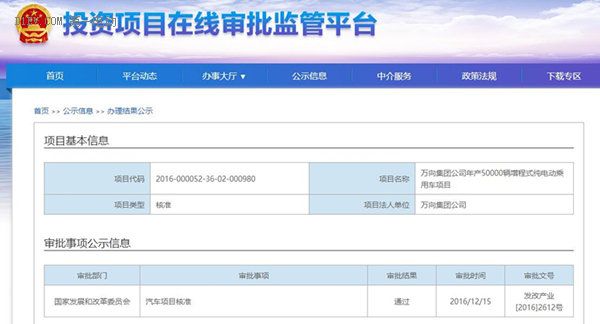 投资项目在线审批监管平台
首页 平台动态 办事大厅 ▼ 公示信息 中介服务 政策法规 下载专区
首页 >> 公示信息 >> 办理结果公示
项目基本信息
项目代码 2016-000052-36-02-000980 项目名称 万向集团公司年产50000辆增程式纯电动乘
用车项目
项目类型 核准 项目法人单位 万向集团公司
审批事项公示信息
审批部门 审批事项 审批结果 审批时间 审批文号
国家发展和改革委员会 汽车项目核准 通过 2016/12/15 发改产业
[2016]2612号